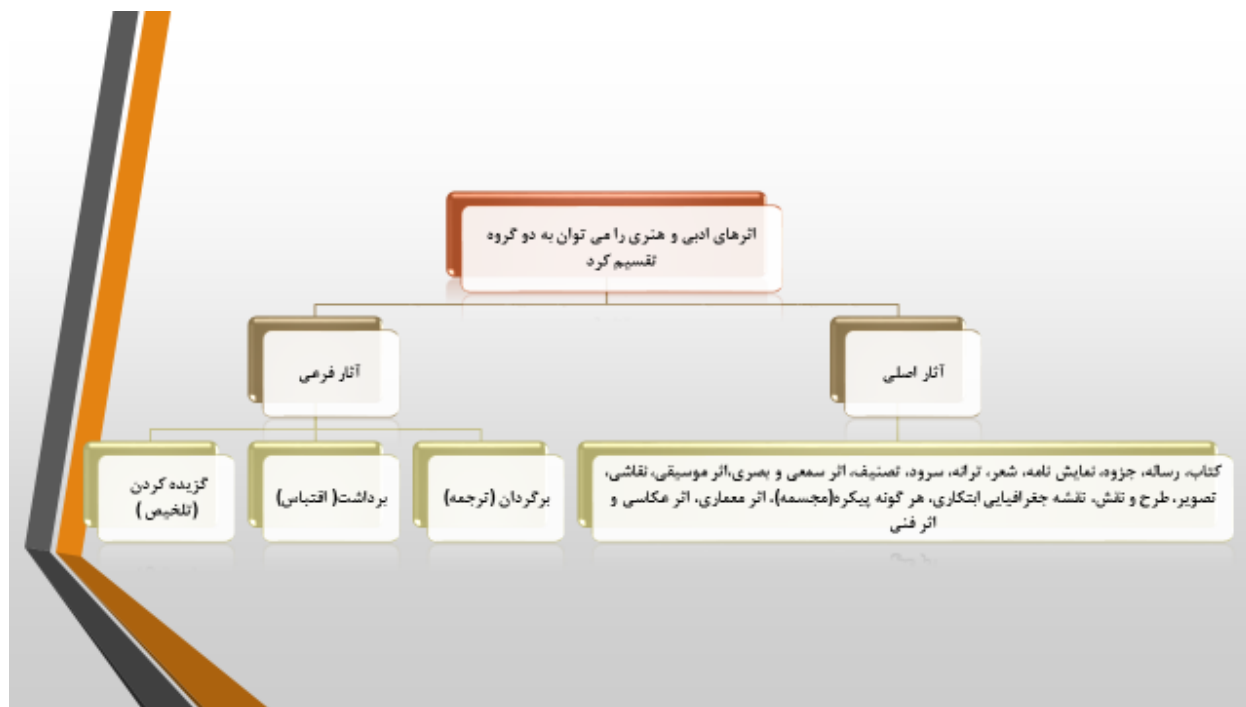 اثرهای ادبی و هنری را می توان به دو گروه
تقسیم کرد
آثار اصلی
آثار فرعی
کتاب، رساله، جزوه، نمایش نامه، شعر، ترانه، سرود، تصنیف، اثر سمعی و بصری،اثر موسیقی، نقاشی،
تصویر، طرح و نقش، نقشه جغرافیایی ابتکاری، هر گونه پیکره(مجسمه)، اثر معماری، اثر عکاسی و
اثر فنی
برگردان (ترجمه)
برداشت( اقتباس)
گزیده کردن
(تلخیص )